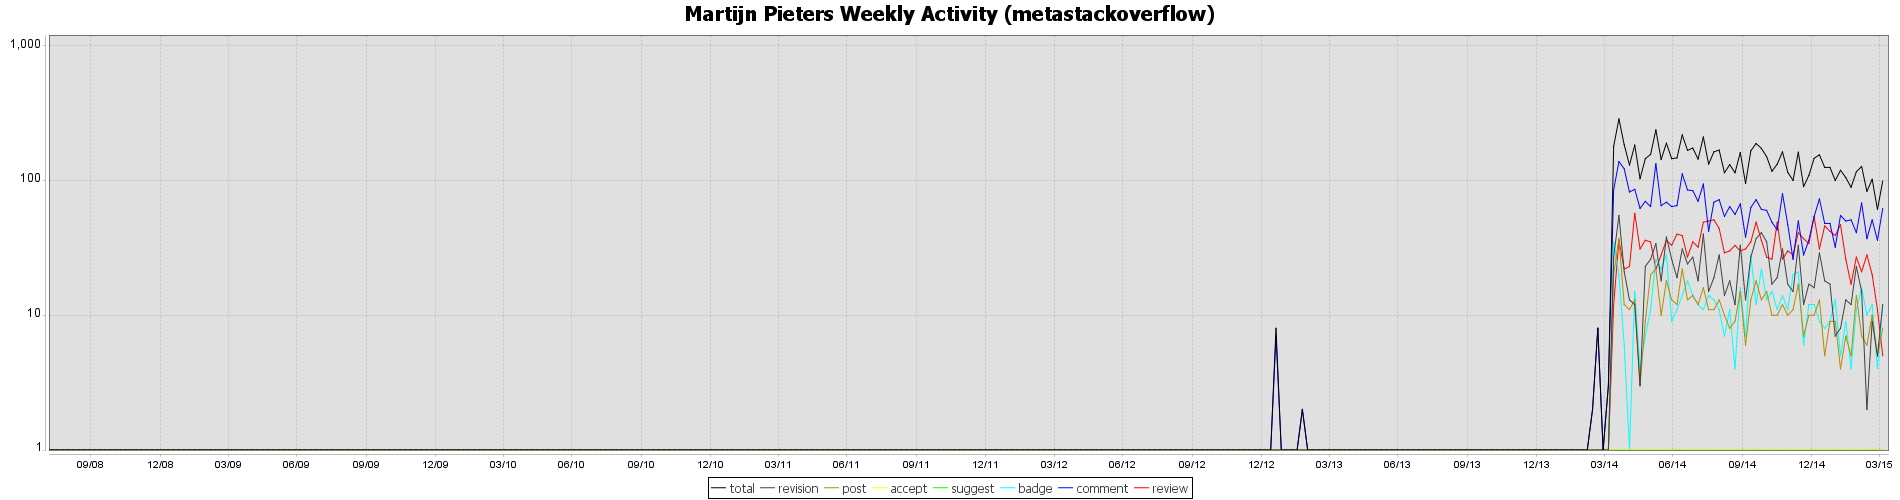 Martijn Pieters Weekly Activity (metastackoverflow)
1,000
100
10
1
09/08 12/08 03/09 06/09 09/09 12/09 03/10 06/10 09/10 12/10 03/11 06/11 09/11 12/11 03/12 06/12 09/12 12/12 03/13 06/13 09/13 12/13 03/14 06/14 09/14 12/14 03/15
total revision post accept suggest badge comment review